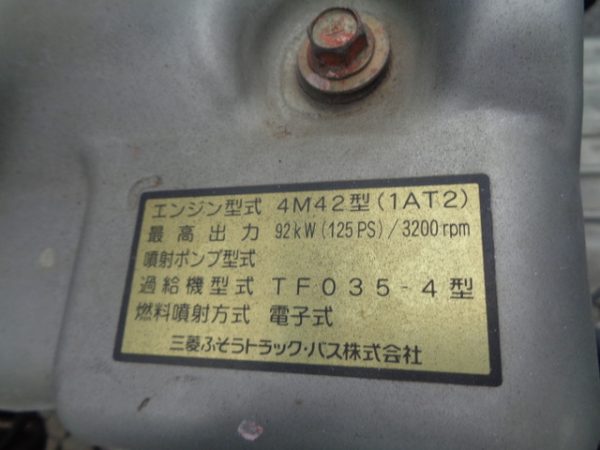 エンジン型式 4M42型(1AT2)
最高出力 92kW(125PS)/3200rpm
噴射ポンプ型式
過給機型式 TF035-4型
燃料噴射方式 電子式
三菱ふそうトラック・バス株式会社